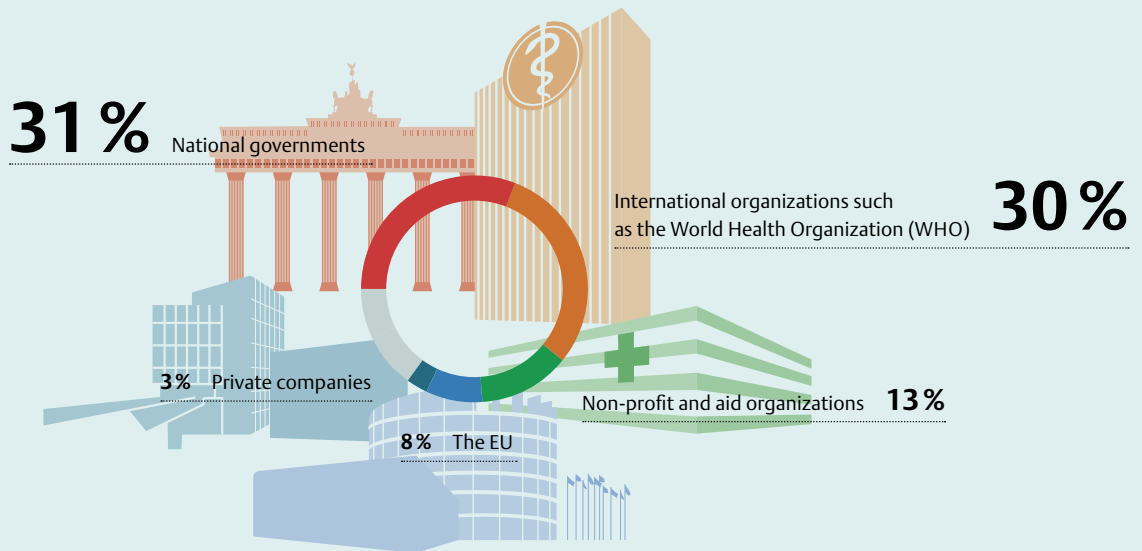 31 % National governments
International organizations such
as the World Health Organization (WHO) 30 %
3 % Private companies
Non-profit and aid organizations 13 %
8 % The EU